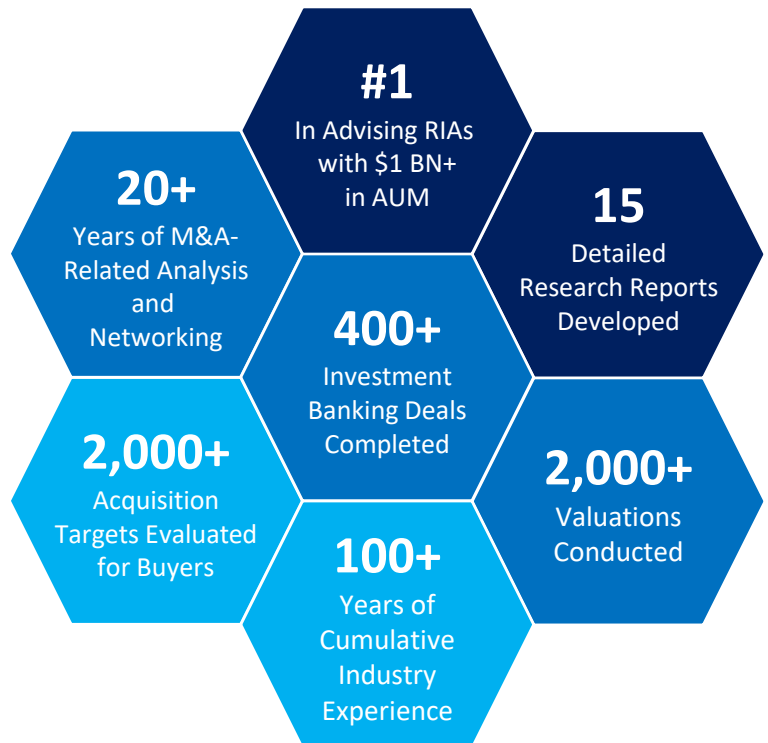 #1
In Advising RIAs
with $1 BN+
in AUM
20+
Years of M&A-
Related Analysis
and
Networking
15
Detailed
Research Reports
Developed
400+
Investment
Banking Deals
Completed
2,000+
Acquisition
Targets Evaluated
for Buyers
2,000+
Valuations
Conducted
100+
Years of
Cumulative
Industry
Experience